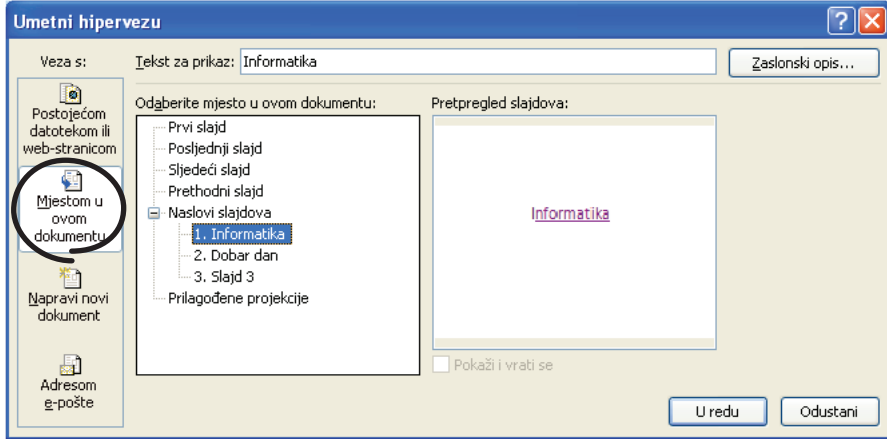 Umetni hipervezu
Veza s:
Tekst za prikaz: Informatika
Zaslonski opis...
Postojećom
datotekom ili
web-stranicom
Mjestom u
ovom
dokumentu
Napravi novi
dokument
Adresom
e-pošte
Odaberite mjesto u ovom dokumentu:
Prvi slajd
Posljednji slajd
Sljedeći slajd
Prethodni slajd
Naslovi slajdova
1. Informatika
2. Dobar dan
3. Slajd 3
Prilagođene projekcije
Pretpregled slajdova:
Informatika
Pokaži i vrati se
U redu
Odustani